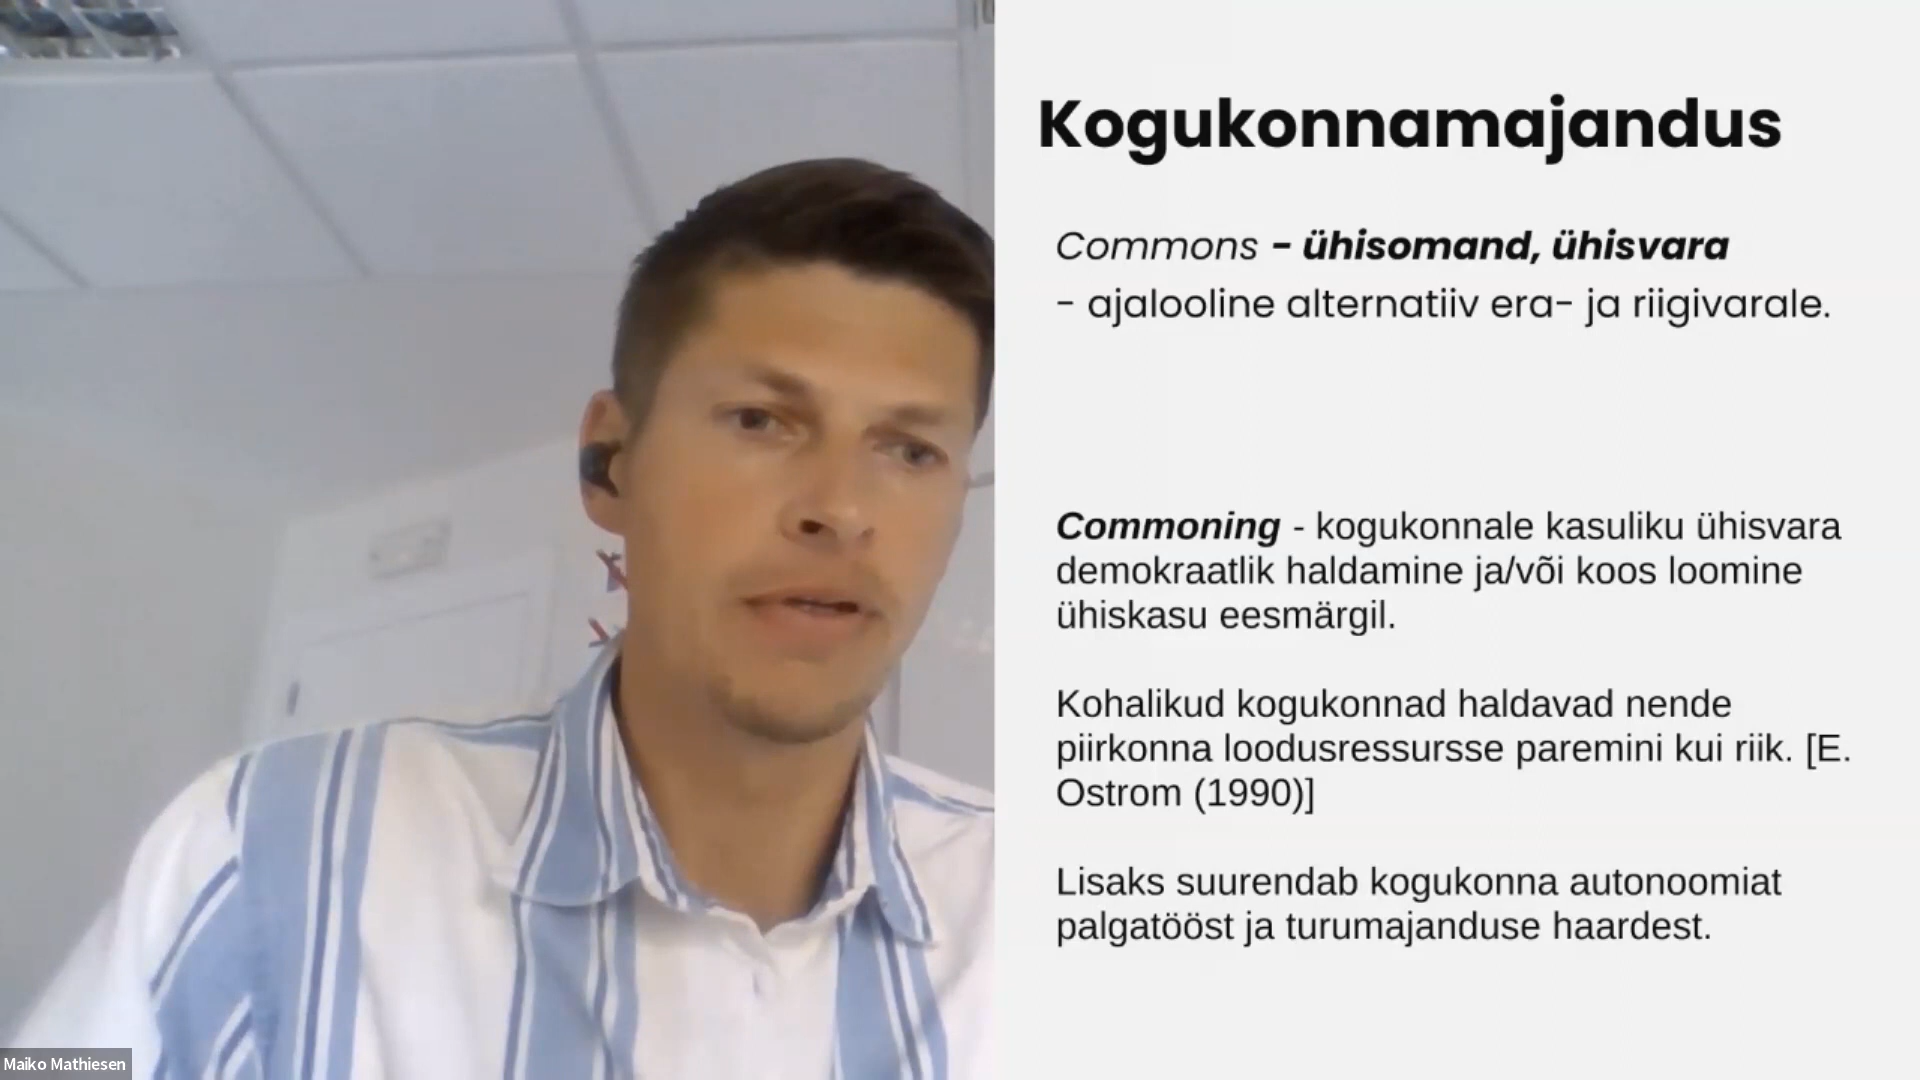 Kogukonnamajandus
Commons - ühisomand, ühisvara
- ajalooline alternatiiv era- ja riigivarale.
Commoning - kogukonnale kasuliku ühisvara
demokraatlik haldamine ja/või koos loomine
ühiskasu eesmärgil.
Kohalikud kogukonnad haldavad nende
piirkonna loodusressursse paremini kui riik. [E.
Ostrom (1990)]
Lisaks suurendab kogukonna autonoomiat
palgatööst ja turumajanduse haardest.
Maiko Mathiesen